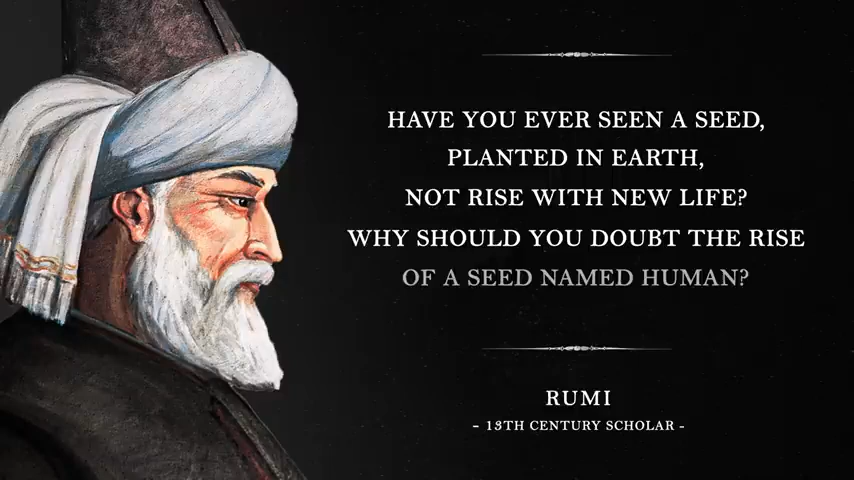 HAVE YOU EVER SEEN A SEED,
PLANTED IN EARTH,
NOT RISE WITH NEW LIFE?
WHY SHOULD YOU DOUBT THE RISE
OF A SEED NAMED HUMAN?
RUMI
- 13TH CENTURY SCHOLAR -